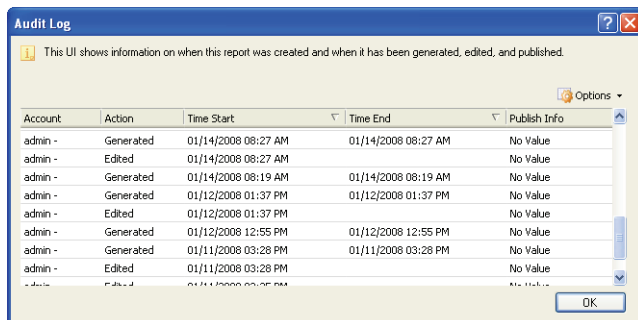 Audit Log
This UI shows information on when this report was created and when it has been generated, edited, and published.
Options
Account Action Time Start Time End Publish Info
admin - Generated 01/14/2008 08:27 AM 01/14/2008 08:27 AM No Value
admin - Edited 01/14/2008 08:27 AM No Value
admin - Generated 01/14/2008 08:19 AM 01/14/2008 08:19 AM No Value
admin - Generated 01/12/2008 01:37 PM 01/12/2008 01:37 PM No Value
admin - Edited 01/12/2008 01:37 PM No Value
admin - Generated 01/12/2008 12:55 PM 01/12/2008 12:55 PM No Value
admin - Generated 01/11/2008 03:28 PM 01/11/2008 03:28 PM No Value
admin - Edited 01/11/2008 03:28 PM No Value
OK